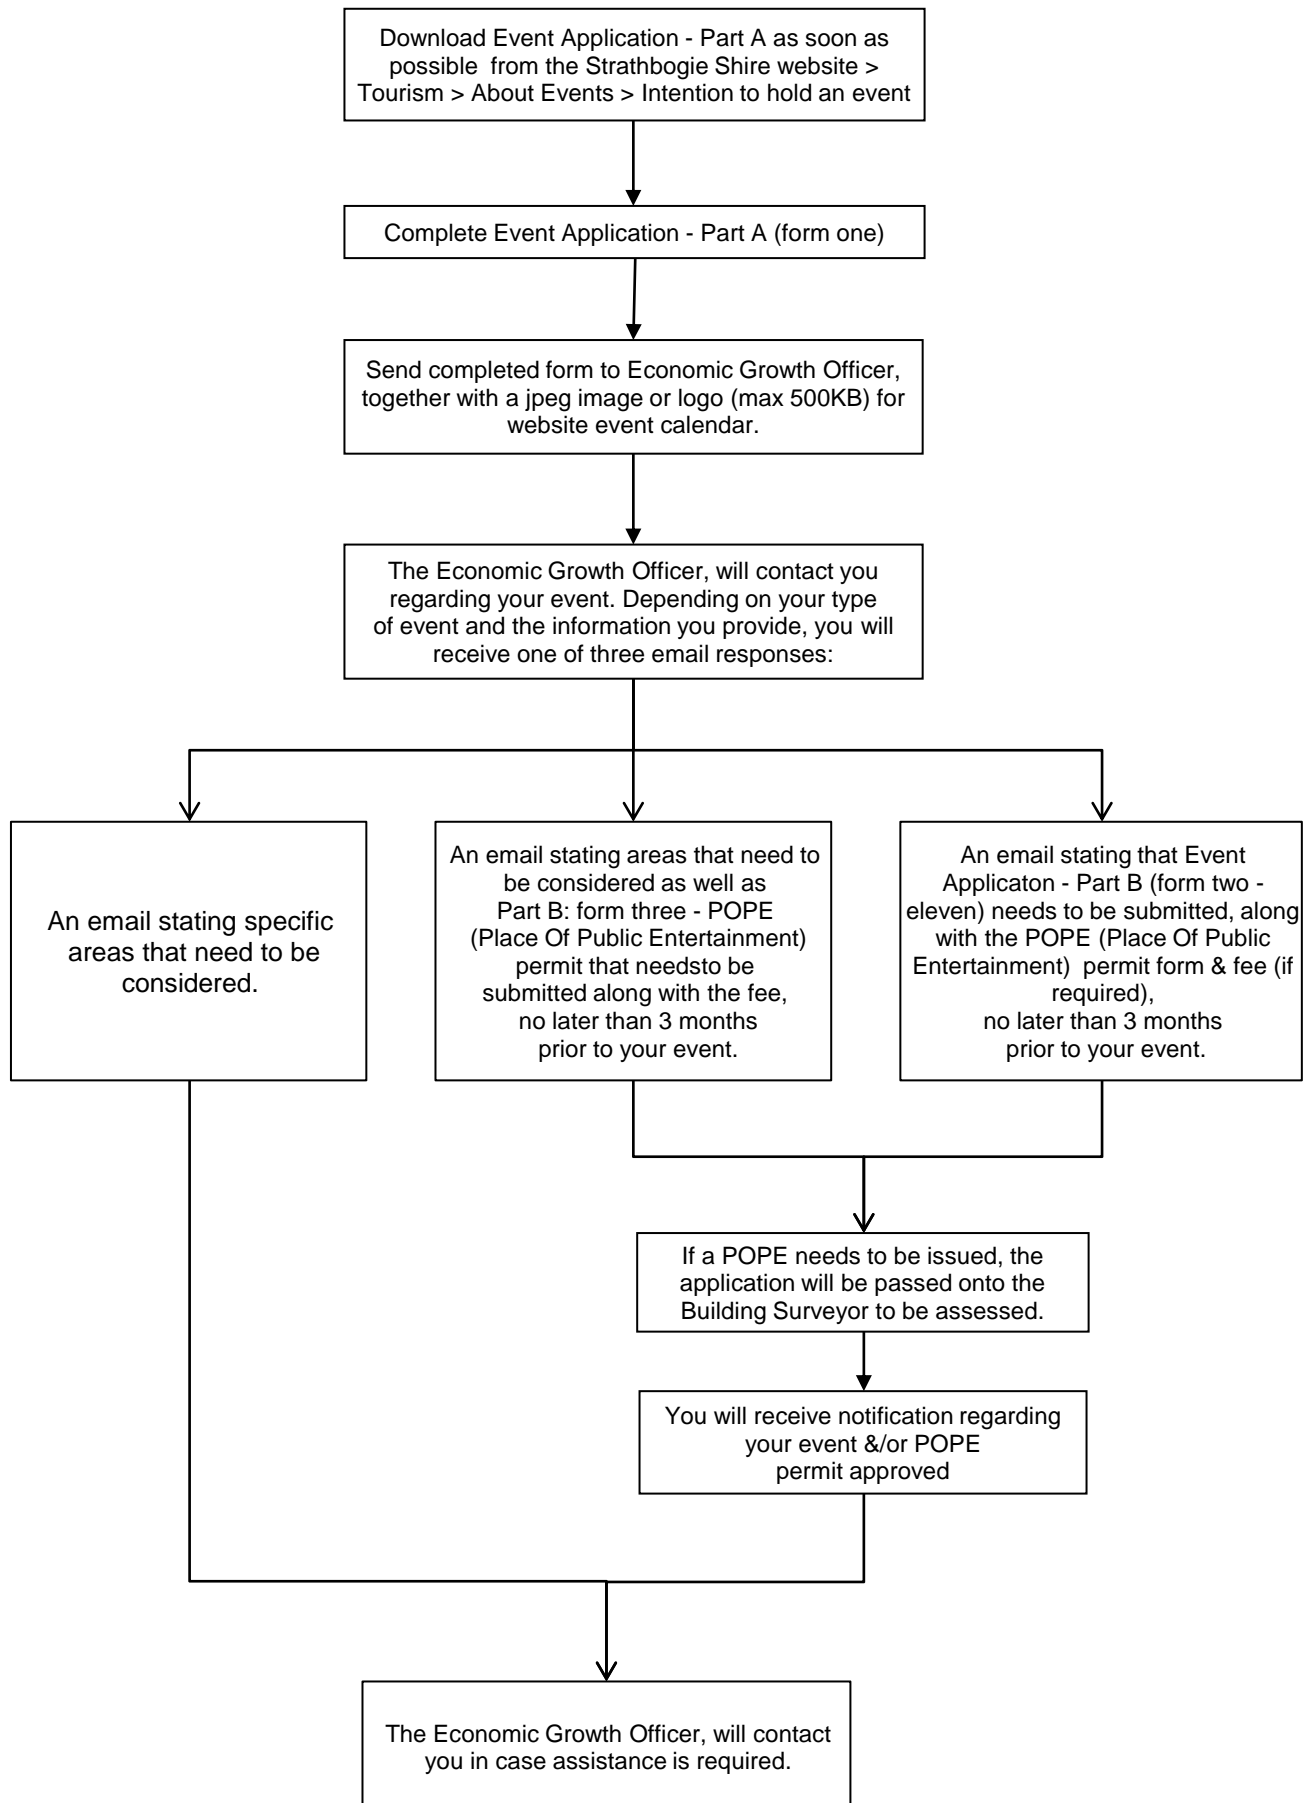 Download Event Application - Part A as soon as
possible from the Strathbogie Shire website >
Tourism > About Events > Intention to hold an event
Complete Event Application - Part A (form one)
Send completed form to Economic Growth Officer,
together with a jpeg image or logo (max 500KB) for
website event calendar.
The Economic Growth Officer, will contact you
regarding your event. Depending on your type
of event and the information you provide, you will
receive one of three email responses:
An email stating specific
areas that need to be
considered.
An email stating areas that need to
be considered as well as
Part B: form three - POPE
(Place Of Public Entertainment)
permit that needsto be
submitted along with the fee,
no later than 3 months
prior to your event.
An email stating that Event
Applicaton - Part B (form two -
eleven) needs to be submitted, along
with the POPE (Place Of Public
Entertainment) permit form & fee (if
required),
no later than 3 months
prior to your event.
If a POPE needs to be issued, the
application will be passed onto the
Building Surveyor to be assessed.
You will receive notification regarding
your event &/or POPE
permit approved
The Economic Growth Officer, will contact
you in case assistance is required.